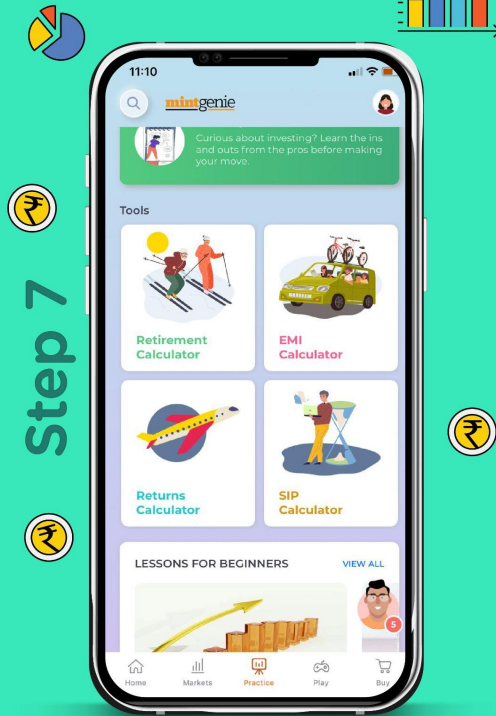 Step 7
11:10
mintgenie
Curious about investing? Learn the ins
and outs from the pros before making
your move.
Tools
Retirement
Calculator
EMI
Calculator
Returns
Calculator
SIP
Calculator
LESSONS FOR BEGINNERS
VIEW ALL
5
Home
Markets
Practice
Play
Buy